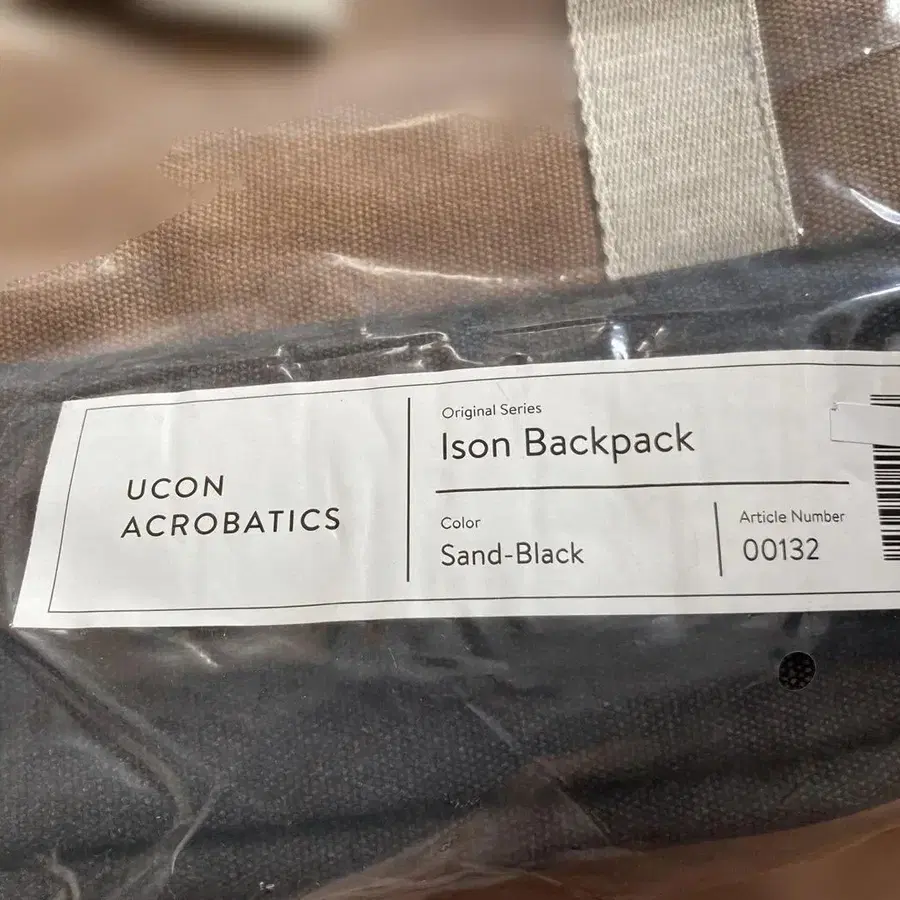 UCON
ACROBATICS
Original Series
Ison Backpack
Color
Sand-Black
Article Number
00132